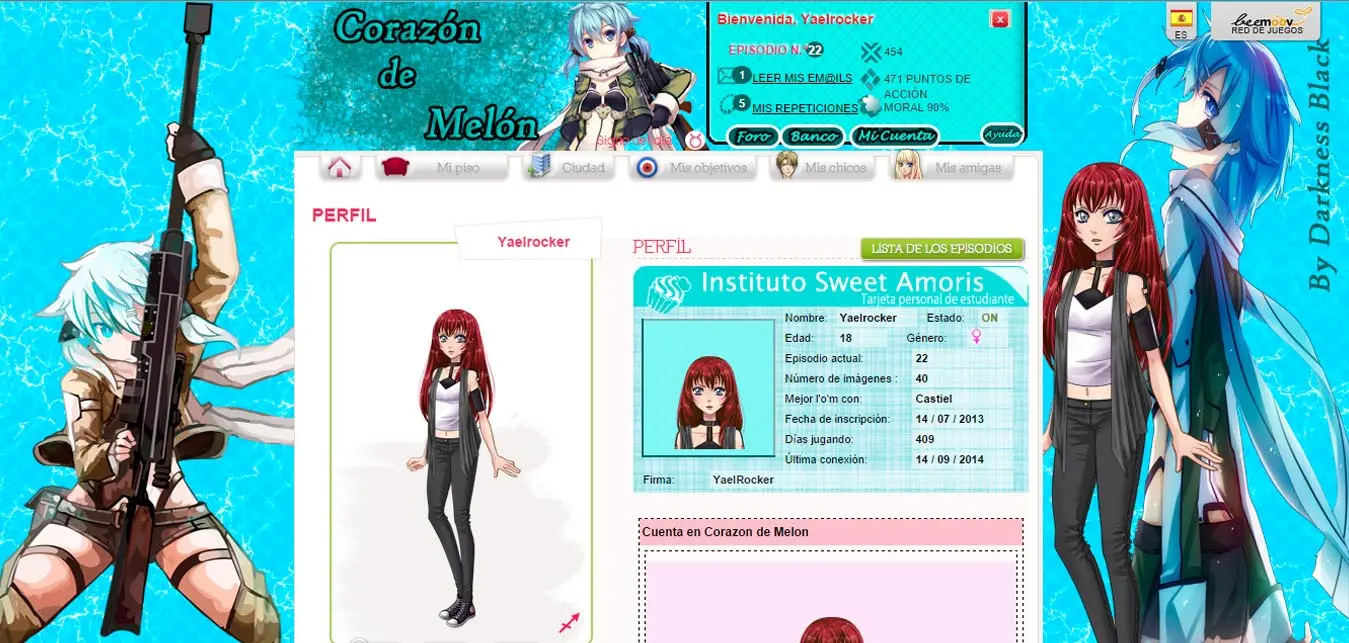 Corazón
de
Melón
Bienvenida, Yaelrocker
EPISODIO N.°22
454
1 LEER MIS EM@ILS
471 PUNTOS DE
ACCIÓN
5 MIS REPETICIONES
MORAL 90%
Foro
Banco
Mi Cuenta
Ayuda
ES
beemoov
RED DE JUEGOS
By Darkness Black
Mi piso
Ciudad
Mis objetivos
Mis chicos
Mis amigas
PERFIL
Yaelrocker
PERFIL
LISTA DE LOS EPISODIOS
Instituto Sweet Amoris
Tarjeta personal de estudiante
Nombre: Yaelrocker Estado: ON
Edad: 18 Género: ♀
Episodio actual: 22
Número de imágenes : 40
Mejor l'o'm con: Castiel
Fecha de inscripción: 14 / 07 / 2013
Días jugando: 409
Última conexión: 14 / 09 / 2014
Firma: YaelRocker
Cuenta en Corazon de Melon